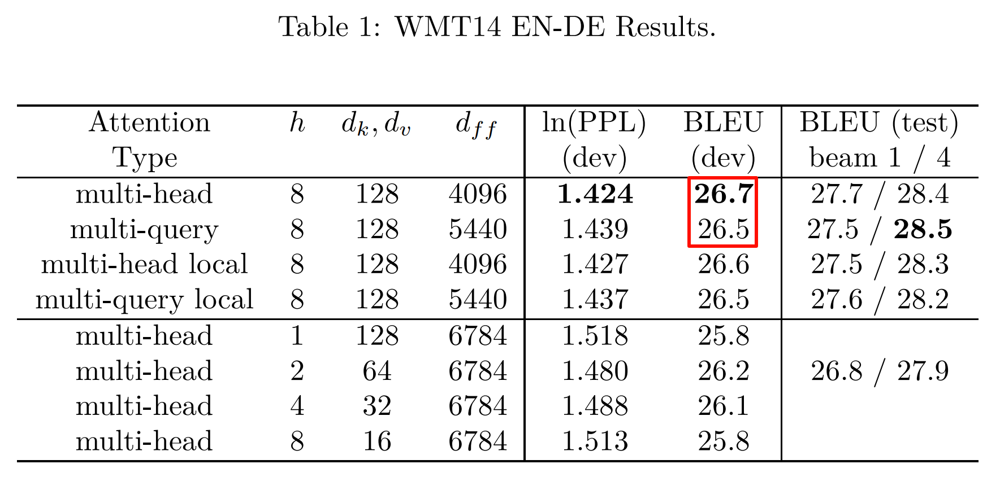 Table 1: WMT14 EN-DE Results.
Attention h d_k, d_v d_ff ln(PPL) BLEU BLEU (test)
Type (dev) (dev) beam 1 / 4
multi-head 8 128 4096 1.424 26.7 27.7 / 28.4
multi-query 8 128 5440 1.439 26.5 27.5 / 28.5
multi-head local 8 128 4096 1.427 26.6 27.5 / 28.3
multi-query local 8 128 5440 1.437 26.5 27.6 / 28.2
multi-head 1 128 6784 1.518 25.8
multi-head 2 64 6784 1.480 26.2 26.8 / 27.9
multi-head 4 32 6784 1.488 26.1
multi-head 8 16 6784 1.513 25.8